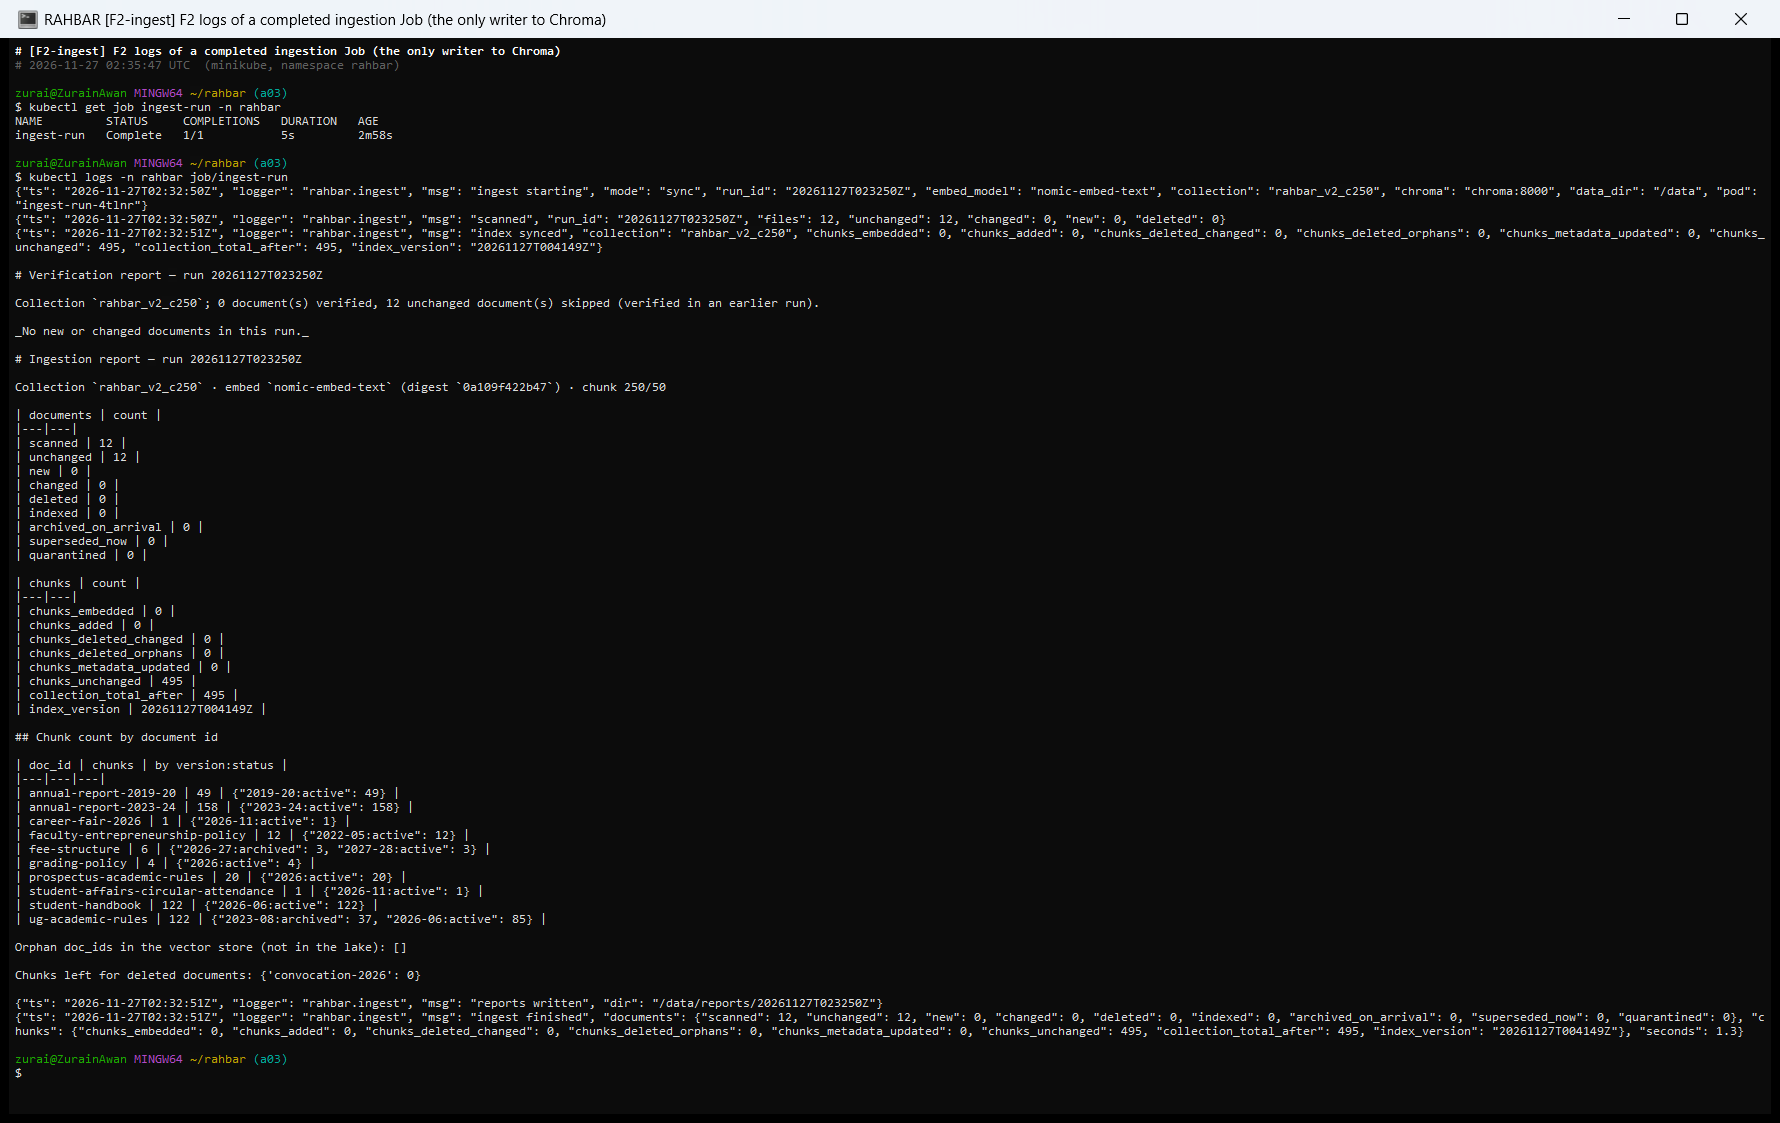 RAHBAR [F2-ingest] F2 logs of a completed ingestion Job (the only writer to Chroma)
# [F2-ingest] F2 logs of a completed ingestion Job (the only writer to Chroma)
# 2026-11-27 02:35:47 UTC  (minikube, namespace rahbar)
zurai@ZurainAwan MINGW64 ~/rahbar (a03)
$ kubectl get job ingest-run -n rahbar
NAME         STATUS     COMPLETIONS   DURATION   AGE
ingest-run   Complete   1/1           5s         2m58s
zurai@ZurainAwan MINGW64 ~/rahbar (a03)
$ kubectl logs -n rahbar job/ingest-run
{"ts": "2026-11-27T02:32:50Z", "logger": "rahbar.ingest", "msg": "ingest starting", "mode": "sync", "run_id": "20261127T023250Z", "embed_model": "nomic-embed-text", "collection": "rahbar_v2_c250", "chroma": "chroma:8000", "data_dir": "/data", "pod":
"ingest-run-4tlnr"}
{"ts": "2026-11-27T02:32:50Z", "logger": "rahbar.ingest", "msg": "scanned", "run_id": "20261127T023250Z", "files": 12, "unchanged": 12, "changed": 0, "new": 0, "deleted": 0}
{"ts": "2026-11-27T02:32:51Z", "logger": "rahbar.ingest", "msg": "index synced", "collection": "rahbar_v2_c250", "chunks_embedded": 0, "chunks_added": 0, "chunks_deleted_changed": 0, "chunks_deleted_orphans": 0, "chunks_metadata_updated": 0, "chunks_
unchanged": 495, "collection_total_after": 495, "index_version": "20261127T004149Z"}
# Verification report — run 20261127T023250Z
Collection `rahbar_v2_c250`; 0 document(s) verified, 12 unchanged document(s) skipped (verified in an earlier run).
_No new or changed documents in this run._
# Ingestion report — run 20261127T023250Z
Collection `rahbar_v2_c250` · embed `nomic-embed-text` (digest `0a109f422b47`) · chunk 250/50
| documents | count |
|---|---|
| scanned | 12 |
| unchanged | 12 |
| new | 0 |
| changed | 0 |
| deleted | 0 |
| indexed | 0 |
| archived_on_arrival | 0 |
| superseded_now | 0 |
| quarantined | 0 |
| chunks | count |
|---|---|
| chunks_embedded | 0 |
| chunks_added | 0 |
| chunks_deleted_changed | 0 |
| chunks_deleted_orphans | 0 |
| chunks_metadata_updated | 0 |
| chunks_unchanged | 495 |
| collection_total_after | 495 |
| index_version | 20261127T004149Z |
## Chunk count by document id
| doc_id | chunks | by version:status |
|---|---|---|
| annual-report-2019-20 | 49 | {"2019-20:active": 49} |
| annual-report-2023-24 | 158 | {"2023-24:active": 158} |
| career-fair-2026 | 1 | {"2026-11:active": 1} |
| faculty-entrepreneurship-policy | 12 | {"2022-05:active": 12} |
| fee-structure | 6 | {"2026-27:archived": 3, "2027-28:active": 3} |
| grading-policy | 4 | {"2026:active": 4} |
| prospectus-academic-rules | 20 | {"2026:active": 20} |
| student-affairs-circular-attendance | 1 | {"2026-11:active": 1} |
| student-handbook | 122 | {"2026-06:active": 122} |
| ug-academic-rules | 122 | {"2023-08:archived": 37, "2026-06:active": 85} |
Orphan doc_ids in the vector store (not in the lake): []
Chunks left for deleted documents: {'convocation-2026': 0}
{"ts": "2026-11-27T02:32:51Z", "logger": "rahbar.ingest", "msg": "reports written", "dir": "/data/reports/20261127T023250Z"}
{"ts": "2026-11-27T02:32:51Z", "logger": "rahbar.ingest", "msg": "ingest finished", "documents": {"scanned": 12, "unchanged": 12, "new": 0, "changed": 0, "deleted": 0, "indexed": 0, "archived_on_arrival": 0, "superseded_now": 0, "quarantined": 0}, "c
hunks": {"chunks_embedded": 0, "chunks_added": 0, "chunks_deleted_changed": 0, "chunks_deleted_orphans": 0, "chunks_metadata_updated": 0, "chunks_unchanged": 495, "collection_total_after": 495, "index_version": "20261127T004149Z"}, "seconds": 1.3}
zurai@ZurainAwan MINGW64 ~/rahbar (a03)
$